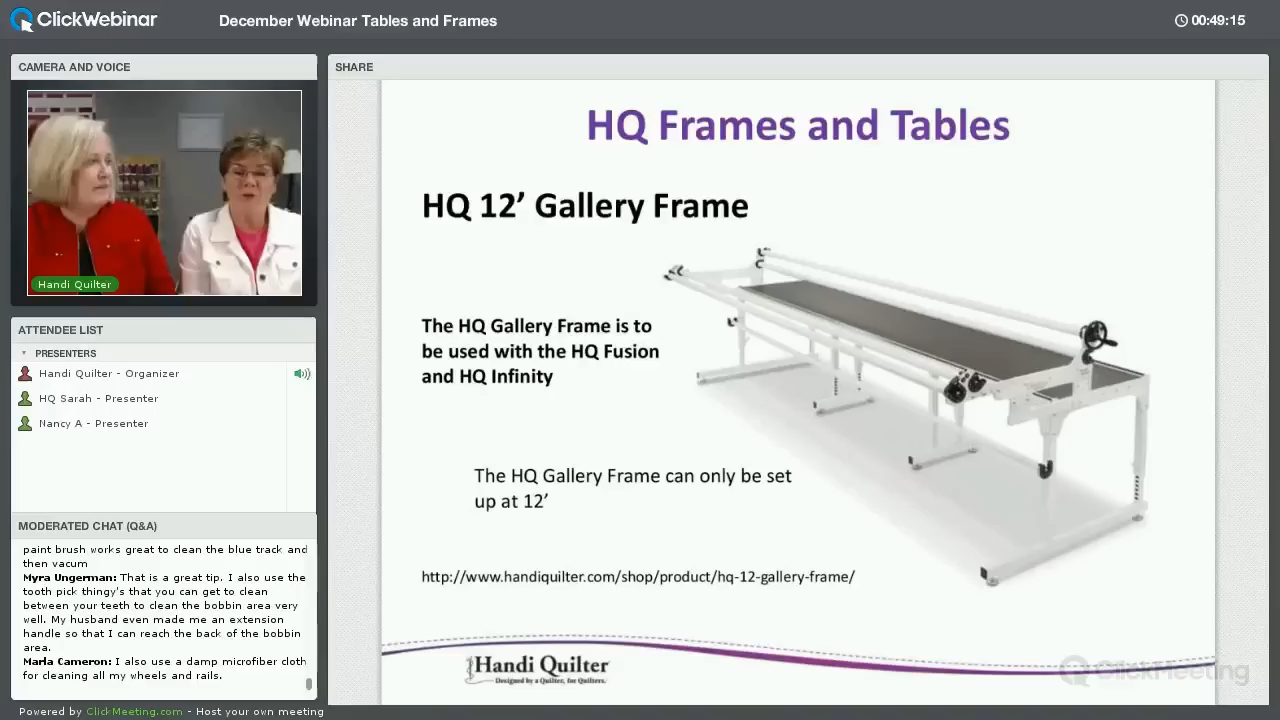 ClickWebinar
December Webinar Tables and Frames
00:49:15
CAMERA AND VOICE
Handi Quilter
ATTENDEE LIST
PRESENTERS
Handi Quilter - Organizer
HQ Sarah - Presenter
Nancy A - Presenter
MODERATED CHAT (Q&A)
paint brush works great to clean the blue track and
then vacum
Myra Ungerman: That is a great tip. I also use the
tooth pick thingy's that you can get to clean
between your teeth to clean the bobbin area very
well. My husband even made me an extension
handle so that I can reach the back of the bobbin
area.
Marla Cameron: I also use a damp microfiber cloth
for cleaning all my wheels and rails.
Powered by ClickMeeting.com - Host your own meeting
SHARE
HQ Frames and Tables
HQ 12’ Gallery Frame
The HQ Gallery Frame is to
be used with the HQ Fusion
and HQ Infinity
The HQ Gallery Frame can only be set
up at 12’
http://www.handiquilter.com/shop/product/hq-12-gallery-frame/
Handi Quilter
Designed by a Quilter, for Quilters.
ClickMeeting